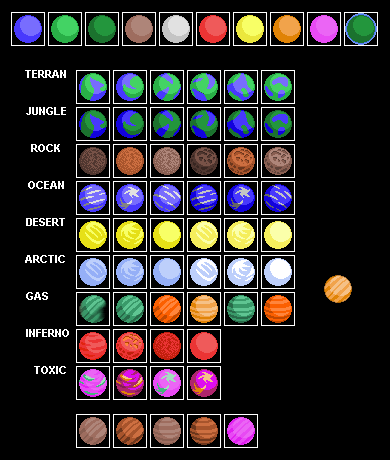 TERRAN
JUNGLE
ROCK
OCEAN
DESERT
ARCTIC
GAS
INFERNO
TOXIC